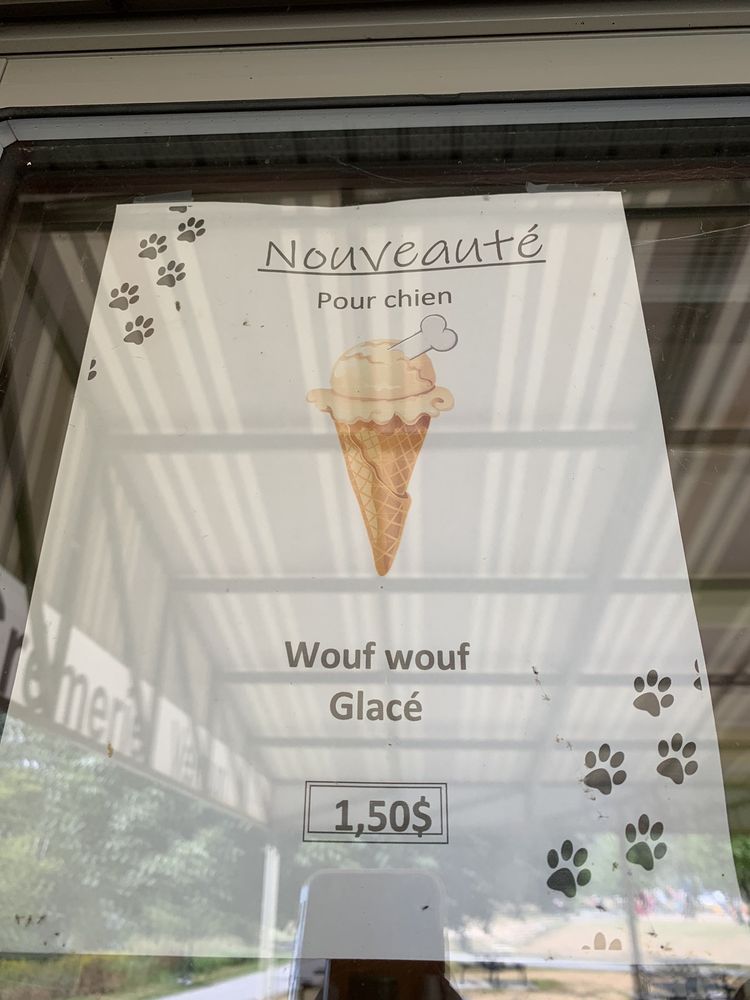 Nouveauté
Pour chien
Wouf wouf
Glacé
1,50$